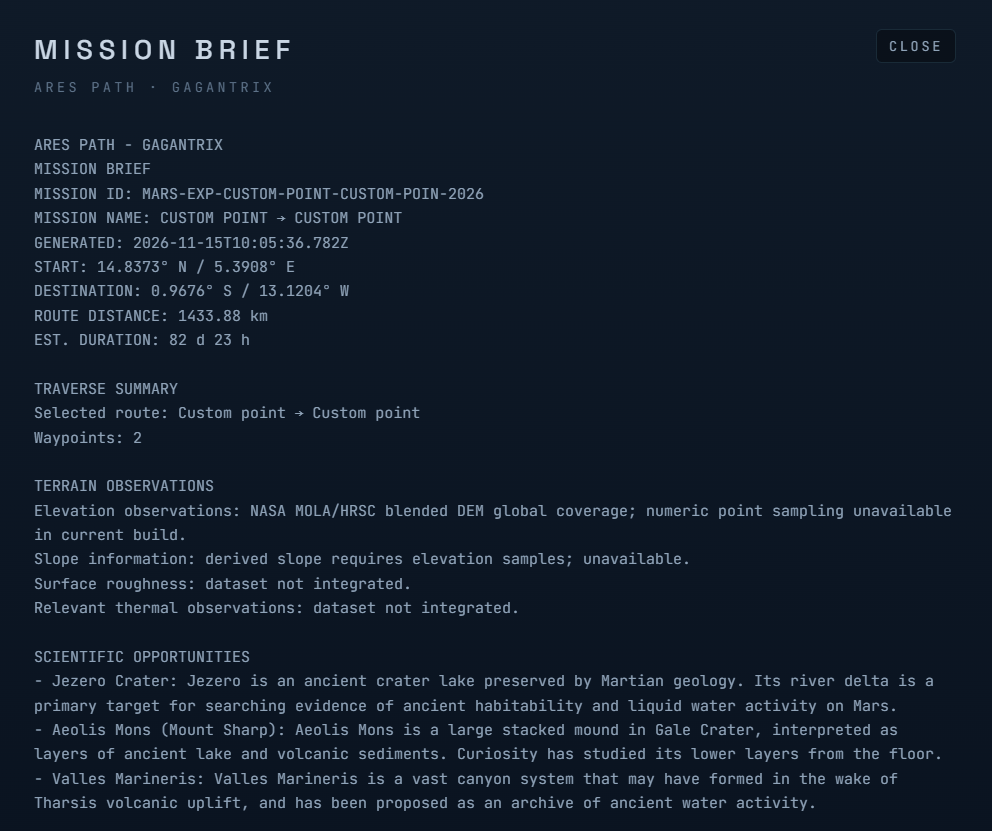 MISSION BRIEF
CLOSE
ARES PATH · GAGANTRIX
ARES PATH - GAGANTRIX
MISSION BRIEF
MISSION ID: MARS-EXP-CUSTOM-POINT-CUSTOM-POIN-2026
MISSION NAME: CUSTOM POINT → CUSTOM POINT
GENERATED: 2026-11-15T10:05:36.782Z
START: 14.8373° N / 5.3908° E
DESTINATION: 0.9676° S / 13.1204° W
ROUTE DISTANCE: 1433.88 km
EST. DURATION: 82 d 23 h
TRAVERSE SUMMARY
Selected route: Custom point → Custom point
Waypoints: 2
TERRAIN OBSERVATIONS
Elevation observations: NASA MOLA/HRSC blended DEM global coverage; numeric point sampling unavailable
in current build.
Slope information: derived slope requires elevation samples; unavailable.
Surface roughness: dataset not integrated.
Relevant thermal observations: dataset not integrated.
SCIENTIFIC OPPORTUNITIES
- Jezero Crater: Jezero is an ancient crater lake preserved by Martian geology. Its river delta is a
primary target for searching evidence of ancient habitability and liquid water activity on Mars.
- Aeolis Mons (Mount Sharp): Aeolis Mons is a large stacked mound in Gale Crater, interpreted as
layers of ancient lake and volcanic sediments. Curiosity has studied its lower layers from the floor.
- Valles Marineris: Valles Marineris is a vast canyon system that may have formed in the wake of
Tharsis volcanic uplift, and has been proposed as an archive of ancient water activity.